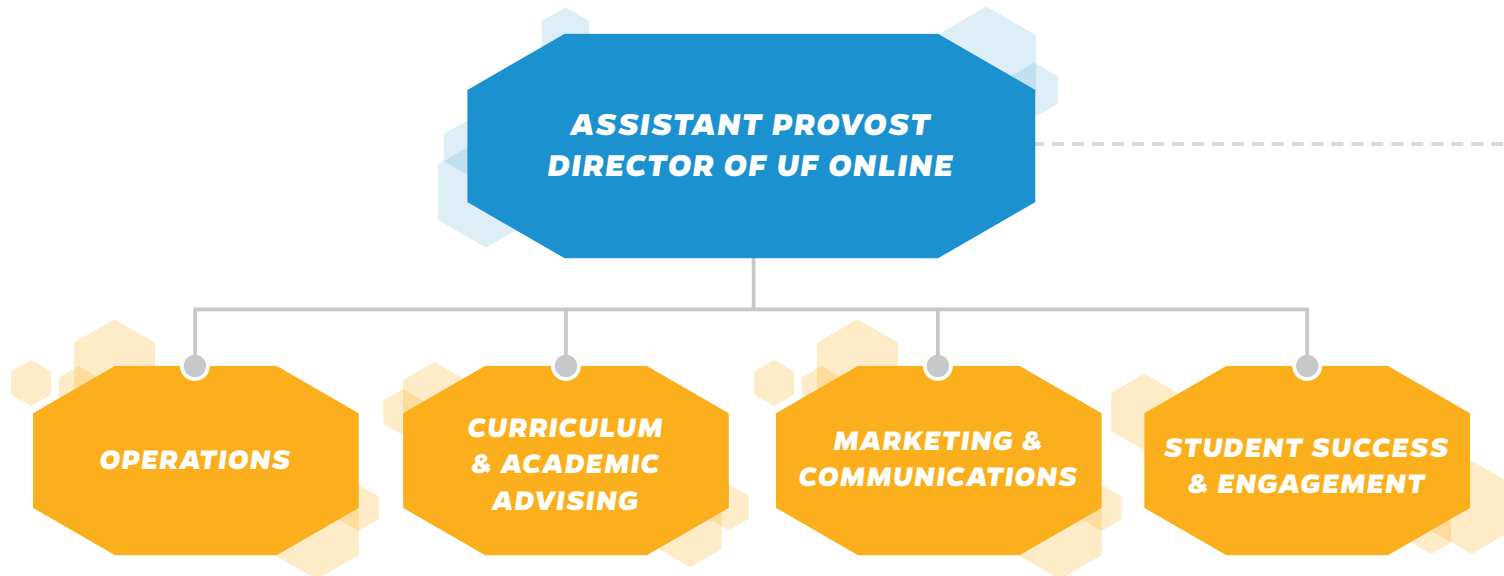 ASSISTANT PROVOST
DIRECTOR OF UF ONLINE
OPERATIONS
CURRICULUM
& ACADEMIC
ADVISING
MARKETING &
COMMUNICATIONS
STUDENT SUCCESS
& ENGAGEMENT